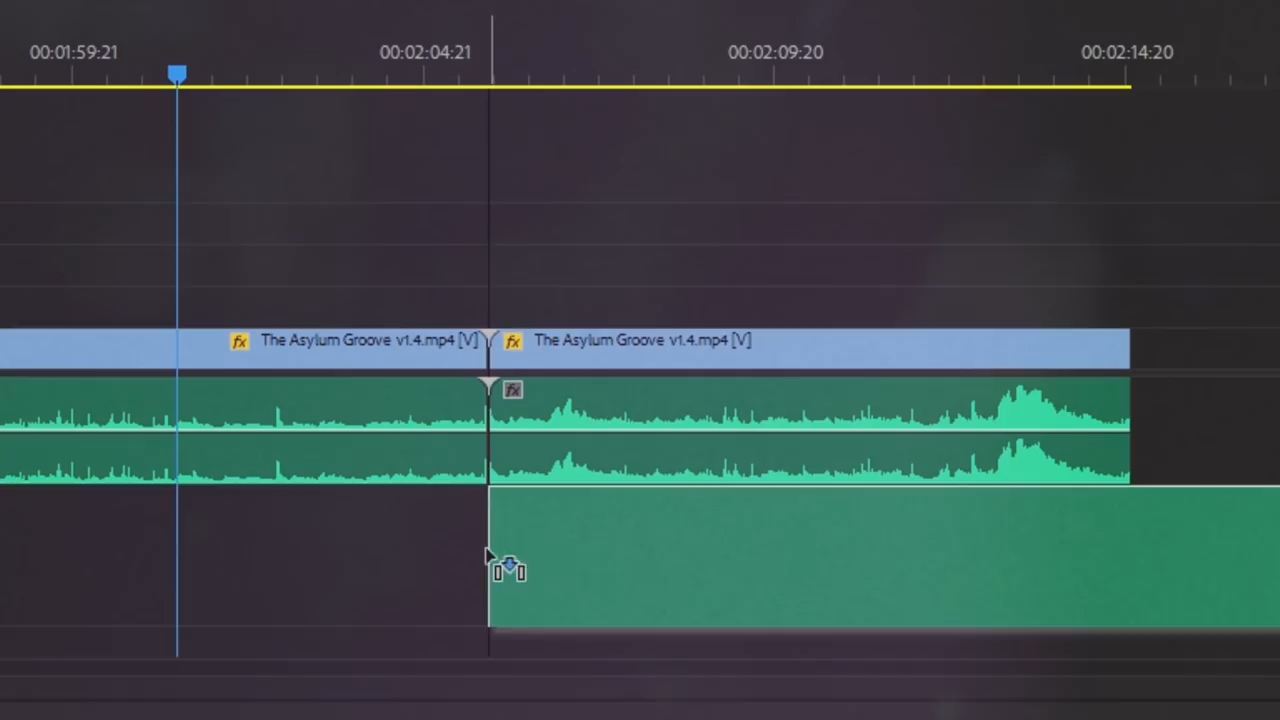 00:01:59:21 00:02:04:21 00:02:09:20 00:02:14:20
fx The Asylum Groove v1.4.mp4 [V] fx The Asylum Groove v1.4.mp4 [V]
fx